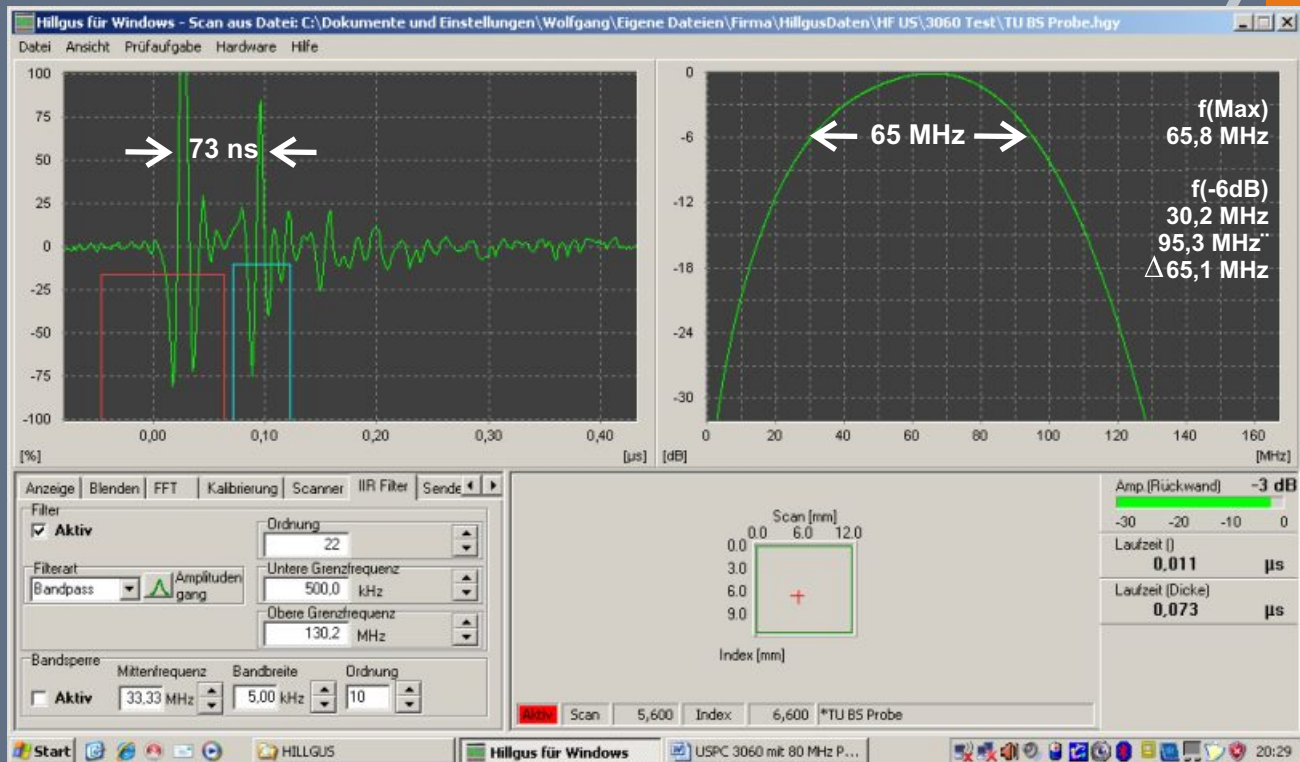 Hillgus für Windows - Scan aus Datei: C:\Dokumente und Einstellungen\Wolfgang\Eigene Dateien\Firma\HillgusDaten\HF US\3060 Test\TU BS Probe.hgy
Datei Ansicht Prüfaufgabe Hardware Hilfe
100
75
50
25
0
-25
-50
-75
-100
73 ns
0,00 0,10 0,20 0,30 0,40
[%] [µs]
0
-6
-12
-18
-24
-30
65 MHz
f(Max)
65,8 MHz
f(-6dB)
30,2 MHz
95,3 MHz¨
Δ65,1 MHz
0 20 40 60 80 100 120 140 160
[dB] [MHz]
Anzeige Blenden FFT Kalibrierung Scanner IIR Filter Sende
Filter
Aktiv
Ordnung
22
Filterart
Bandpass
Amplituden
gang
Untere Grenzfrequenz
500,0 kHz
Obere Grenzfrequenz
130,2 MHz
Bandsperre
Mittenfrequenz Bandbreite Ordnung
Aktiv 33,33 MHz 5,00 kHz 10
Scan [mm]
0.0 6.0 12.0
0.0
3.0
6.0
9.0
Index [mm]
Aktiv Scan 5,600 Index 6,600 *TU BS Probe
Amp.(Rückwand) -3 dB
-30 -20 -10 0
Laufzeit ()
0,011 µs
Laufzeit (Dicke)
0,073 µs
Start HILLGUS Hillgus für Windows USPC 3060 mit 80 MHz P... 20:29